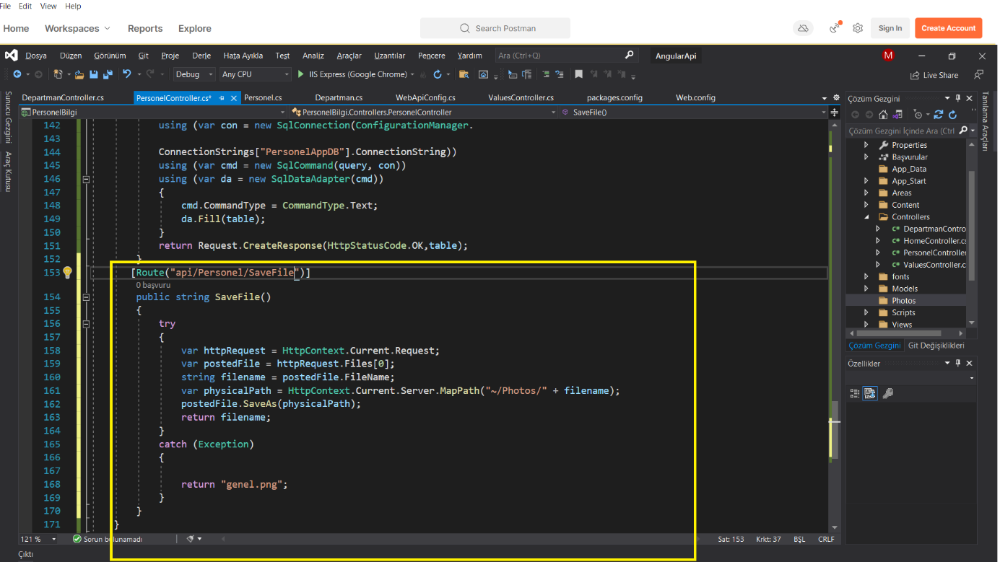 File Edit View Help
Home Workspaces Reports Explore Search Postman Sign In Create Account
Dosya Düzen Görünüm Git Proje Derle Hata Ayıkla Test Analiz Araçlar Uzantılar Pencere Yardım Ara (Ctrl+Q) AngularApi M
Debug Any CPU IIS Express (Google Chrome) Live Share
Sunucu Gezgini
Araç Kutusu
DepartmanController.cs PersonelController.cs* Personel.cs Departman.cs WebApiConfig.cs ValuesController.cs packages.config Web.config
PersonelBilgi PersonelBilgi.Controllers.PersonelController SaveFile()
142 using (var con = new SqlConnection(ConfigurationManager.
143
144 ConnectionStrings["PersonelAppDB"].ConnectionString))
145 using (var cmd = new SqlCommand(query, con))
146 using (var da = new SqlDataAdapter(cmd))
147 {
148 cmd.CommandType = CommandType.Text;
149 da.Fill(table);
150 }
151 return Request.CreateResponse(HttpStatusCode.OK,table);
152 }
153 [Route("api/Personel/SaveFile")]
0 başvuru
154 public string SaveFile()
155 {
156 try
157 {
158 var httpRequest = HttpContext.Current.Request;
159 var postedFile = httpRequest.Files[0];
160 string filename = postedFile.FileName;
161 var physicalPath = HttpContext.Current.Server.MapPath("~/Photos/" + filename);
162 postedFile.SaveAs(physicalPath);
163 return filename;
164 }
165 catch (Exception)
166 {
167
168 return "genel.png";
169 }
170 }
171 }
121 % Sorun bulunamadı Sat: 153 Krkt: 37 BŞL CRLF
Çıktı
Çözüm Gezgini
Çözüm Gezgini İçinde Ara (Ctrl
Properties
Başvurular
App_Data
App_Start
Areas
Content
Controllers
C# DepartmanContro
C# HomeController.cs
C# PersonelController
C# ValuesController.c
fonts
Models
Photos
Scripts
Views
Çözüm Gezgini Git Değişiklikleri
Özellikler
Tanılama Araçları